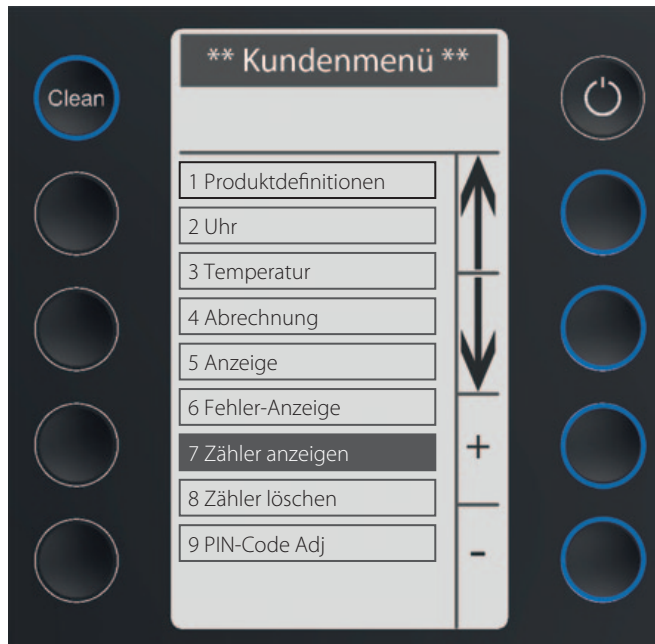 ** Kundenmenü **
Clean
1 Produktdefinitionen
2 Uhr
3 Temperatur
4 Abrechnung
5 Anzeige
6 Fehler-Anzeige
7 Zähler anzeigen
+
8 Zähler löschen
9 PIN-Code Adj
-